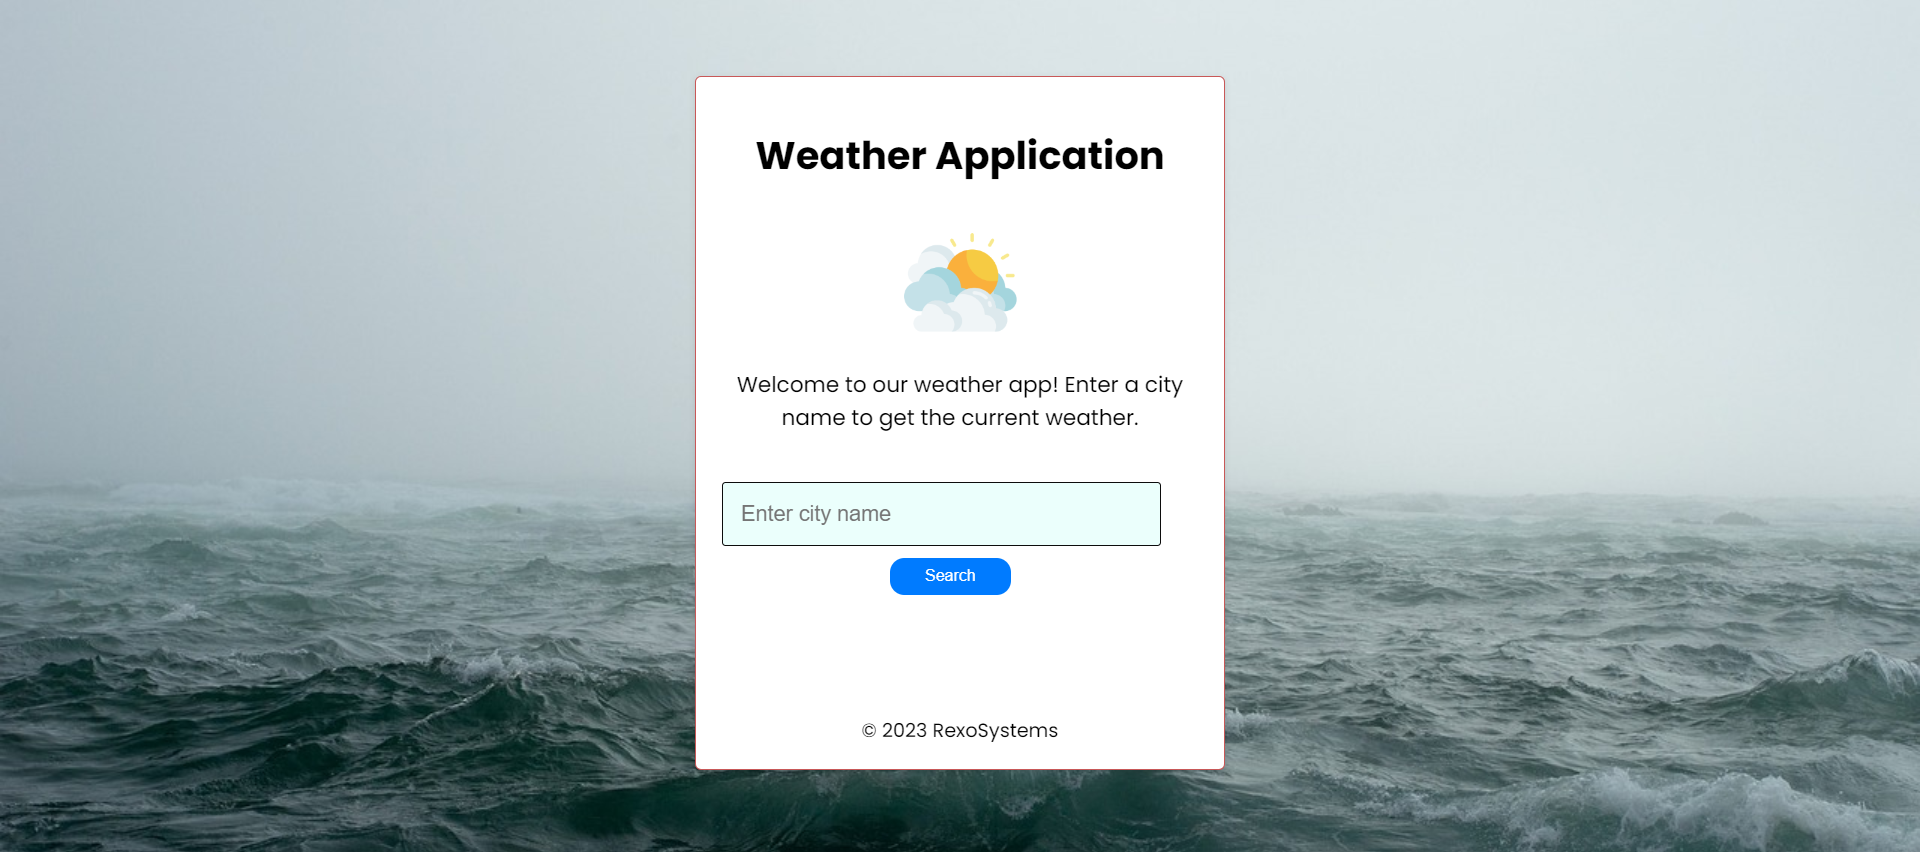 Weather Application
Welcome to our weather app! Enter a city
name to get the current weather.
Enter city name
Search
© 2023 RexoSystems